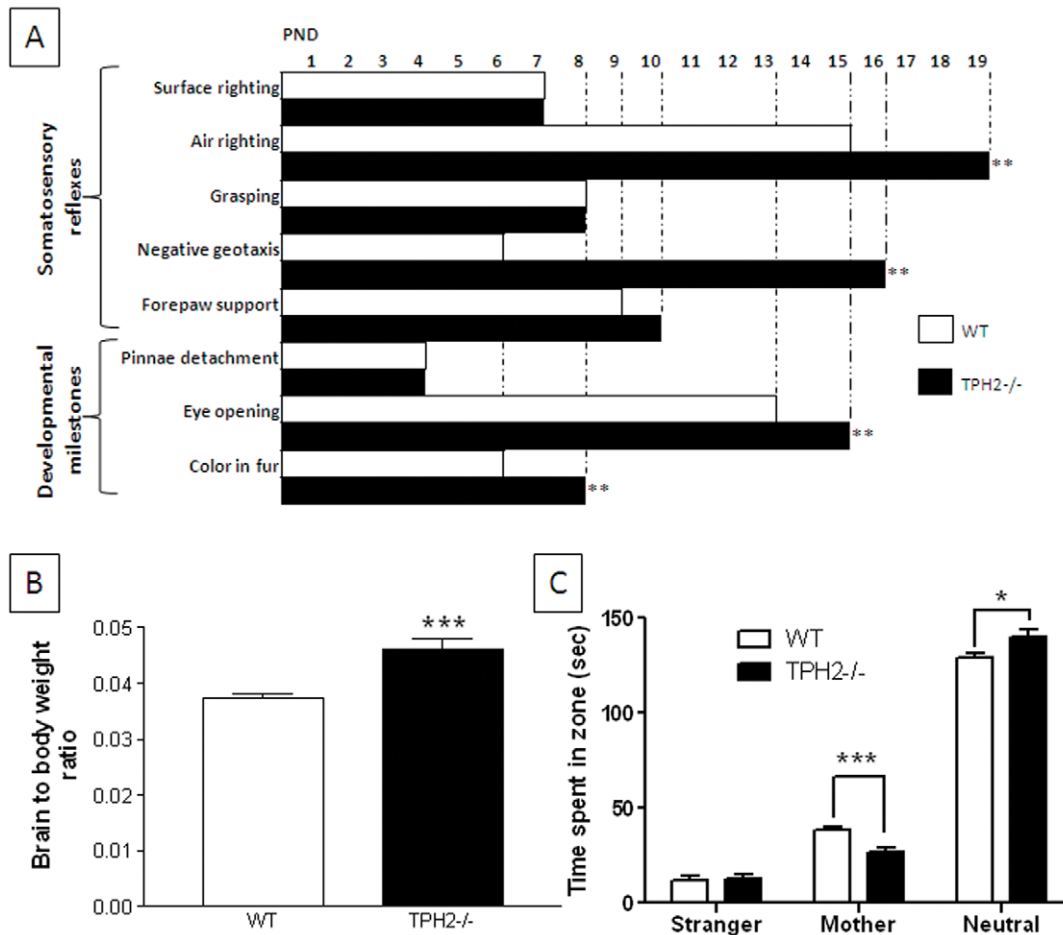 A
PND
1 2 3 4 5 6 7 8 9 10 11 12 13 14 15 16 17 18 19
Somatosensory
reflexes
Surface righting
Air righting
**
Grasping
Negative geotaxis
**
Forepaw support
WT
TPH2-/-
Developmental
milestones
Pinnae detachment
Eye opening
**
Color in fur
**
B
Brain to body weight
ratio
0.05
0.04
0.03
0.02
0.01
0.00
***
WT
TPH2-/-
C
Time spent in zone (sec)
150
100
50
0
WT
TPH2-/-
*
***
Stranger
Mother
Neutral